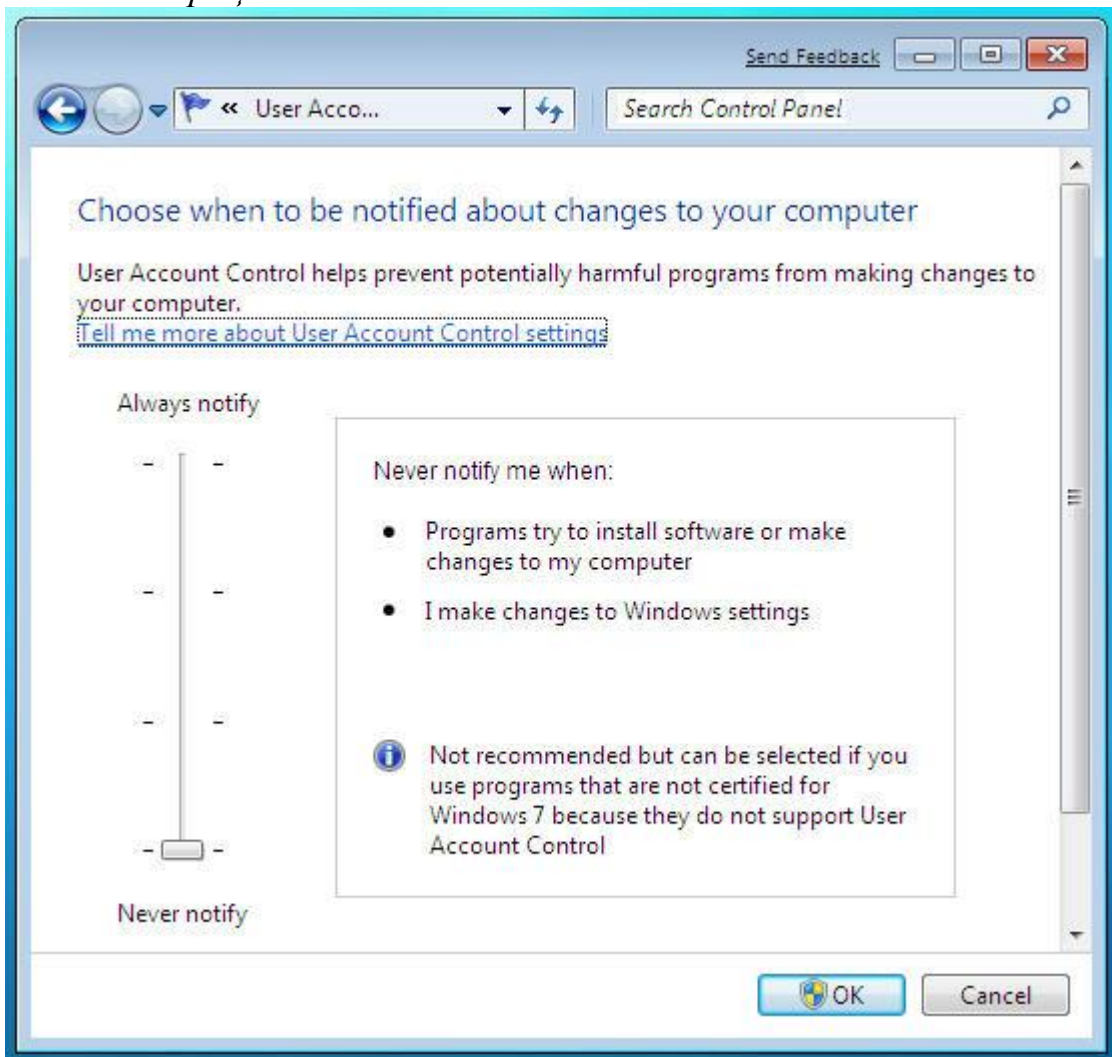 Send Feedback
« User Acco...
Search Control Panel
Choose when to be notified about changes to your computer
User Account Control helps prevent potentially harmful programs from making changes to
your computer.
Tell me more about User Account Control settings
Always notify
Never notify me when:
• Programs try to install software or make
changes to my computer
• I make changes to Windows settings
Not recommended but can be selected if you
use programs that are not certified for
Windows 7 because they do not support User
Account Control
Never notify
OK
Cancel